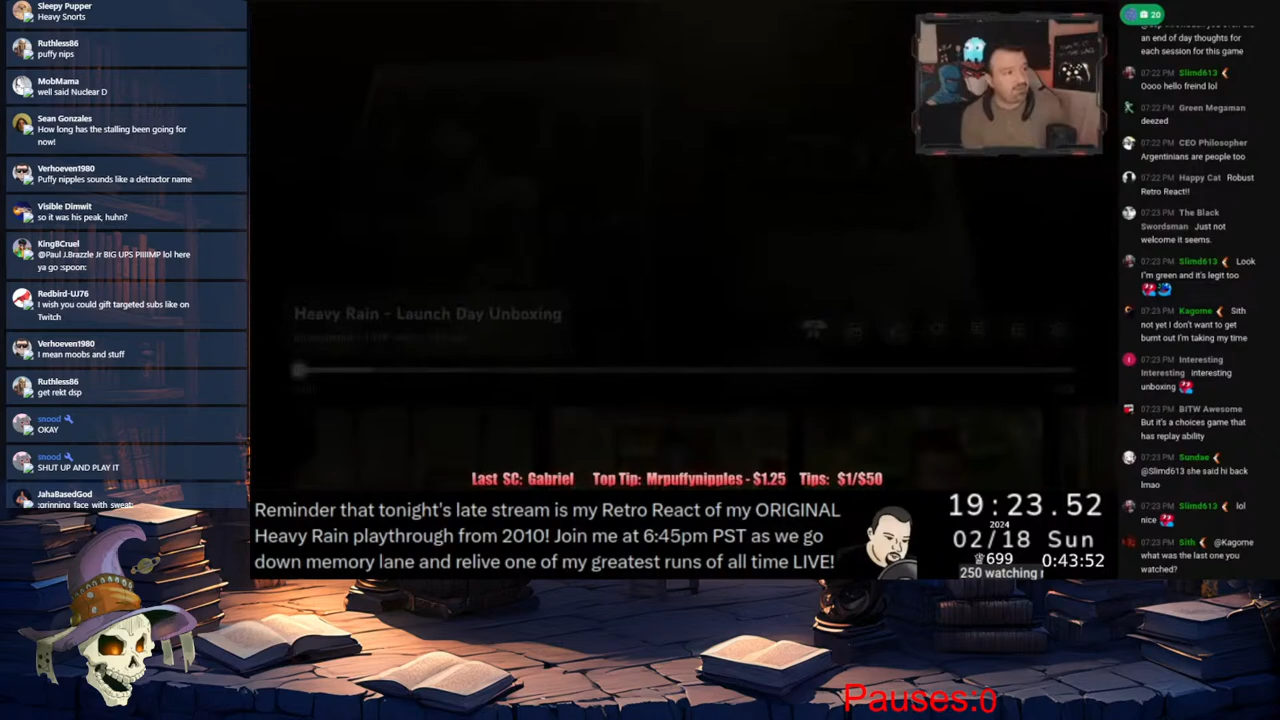 Sleepy Pupper
Heavy Snorts
Ruthless86
puffy nips
MobMama
well said Nuclear D
Sean Gonzales
How long has the stalling been going for
now!
Verhoeven1980
Puffy nipples sounds like a detractor name
Visible Dimwit
so it was his peak, huhn?
KingBCruel
@Paul J.Brazzle Jr BIG UPS PIIIIMP lol here
ya go :spoon:
Redbird-UJ76
I wish you could gift targeted subs like on
Twitch
Verhoeven1980
I mean moobs and stuff
Ruthless86
get rekt dsp
snood
OKAY
snood
SHUT UP AND PLAY IT
JahaBasedGod
:grinning face with sweat:
Heavy Rain - Launch Day Unboxing
Last SC: Gabriel Top Tip: Mrpuffynipples - $1.25 Tips: $1/$50
Reminder that tonight's late stream is my Retro React of my ORIGINAL
Heavy Rain playthrough from 2010! Join me at 6:45pm PST as we go
down memory lane and relive one of my greatest runs of all time LIVE!
19:23.52
2024
02/18 Sun
699
0:43:52
250 watching
20
an end of day thoughts for
each session for this game
07:22 PM Slimd613
Oooo hello freind lol
07:22 PM Green Megaman
deezed
07:22 PM CEO Philosopher
Argentinians are people too
07:22 PM Happy Cat Robust
Retro React!!
07:23 PM The Black
Swordsman Just not
welcome it seems.
07:23 PM Slimd613 Look
I'm green and it's legit too
07:23 PM Kagome Sith
not yet I don't want to get
burnt out I'm taking my time
07:23 PM Interesting
Interesting interesting
unboxing
07:23 PM BITW Awesome
But it's a choices game that
has replay ability
07:23 PM Sundae
@Slimd613 she said hi back
lmao
07:23 PM Slimd613 lol
nice
07:23 PM Sith @Kagome
what was the last one you
watched?
Pauses:0